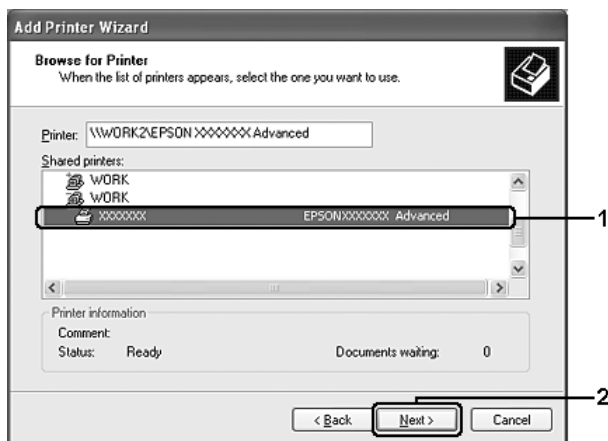 Add Printer Wizard
Browse for Printer
When the list of printers appears, select the one you want to use.
Printer: \\WORK2\EPSON XXXXXXX Advanced
Shared printers:
WORK
WORK
XXXXXXX EPSONXXXXXXX Advanced
1
Printer information
Comment:
Status: Ready Documents waiting: 0
2
< Back Next > Cancel